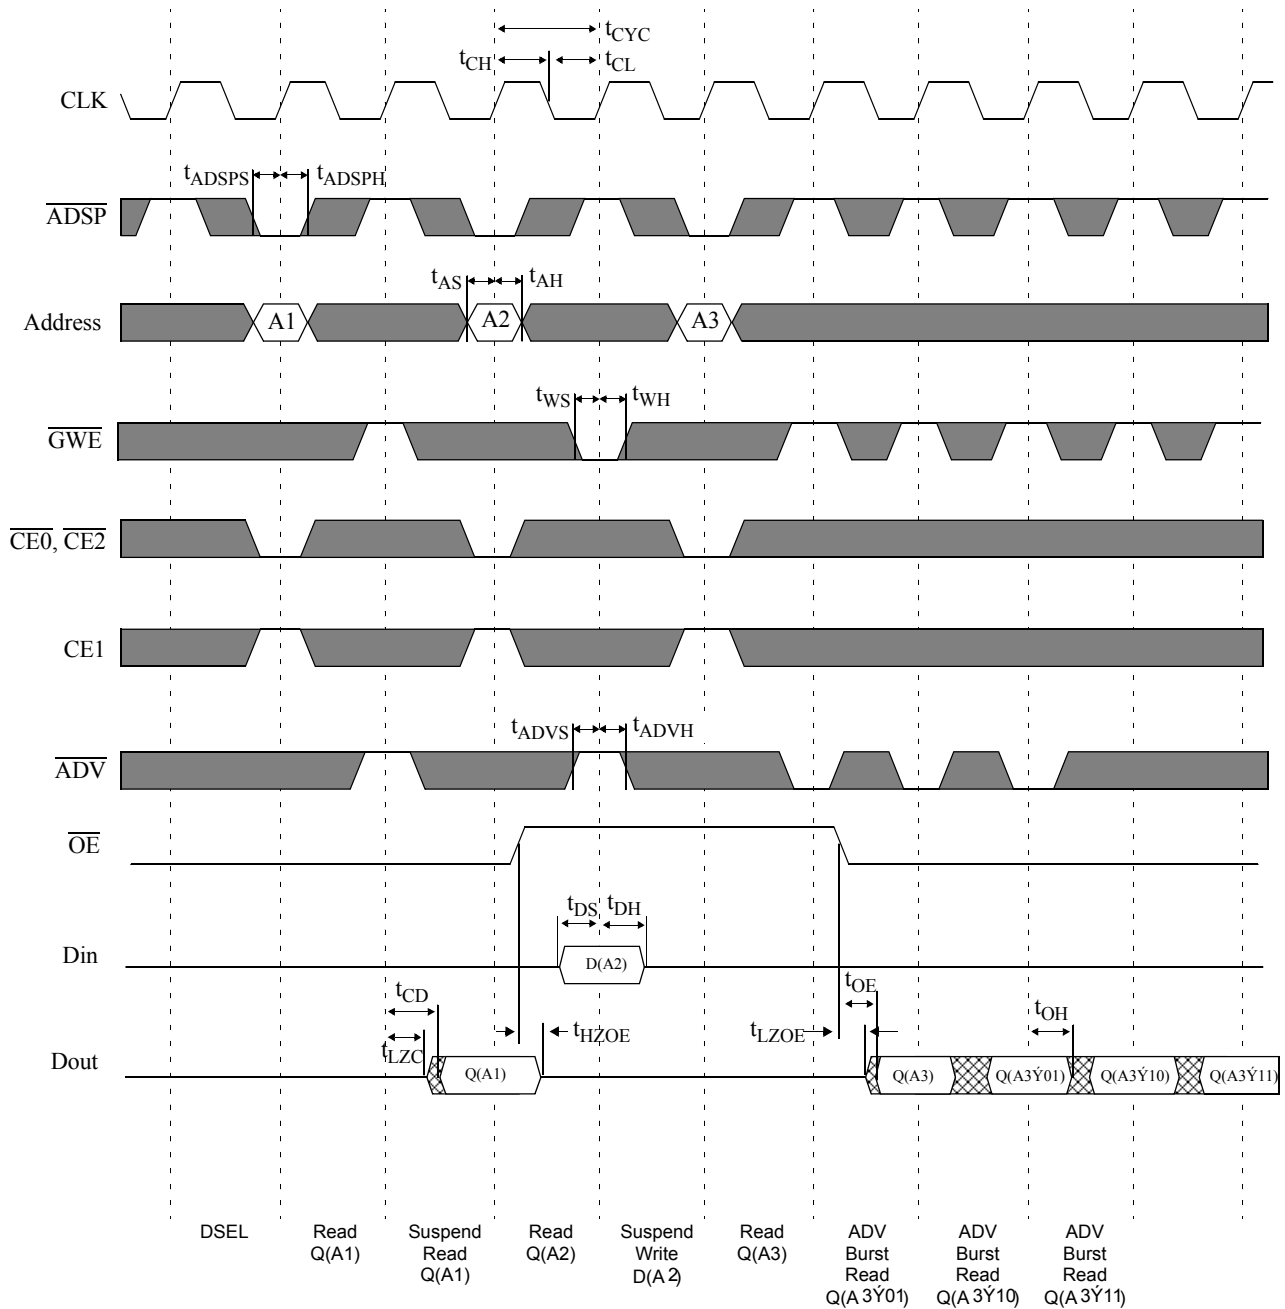 tCYC
tCH
tCL
CLK
tADSPS
tADSPH
ADSP
tAS
tAH
Address
A1
A2
A3
tWS
tWH
GWE
CE0, CE2
CE1
tADVS
tADVH
ADV
OE
tDS
tDH
Din
D(A2)
tCD
tOE
tOH
tLZC
tHZOE
tLZOE
Dout
Q(A1)
Q(A3)
Q(A3Ý01)
Q(A3Ý10)
Q(A3Ý11)
DSEL
Read
Q(A1)
Suspend
Read
Q(A1)
Read
Q(A2)
Suspend
Write
D(A2)
Read
Q(A3)
ADV
Burst
Read
Q(A3Ý01)
ADV
Burst
Read
Q(A3Ý10)
ADV
Burst
Read
Q(A3Ý11)